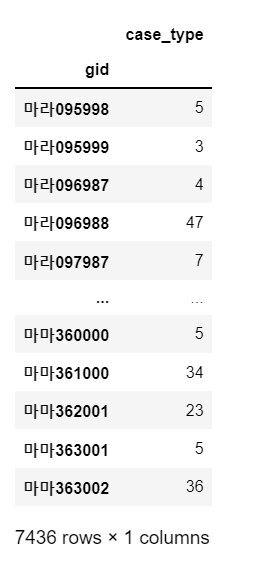 case_type
gid
마라095998 5
마라095999 3
마라096987 4
마라096988 47
마라097987 7
... ...
마마360000 5
마마361000 34
마마362001 23
마마363001 5
마마363002 36
7436 rows × 1 columns